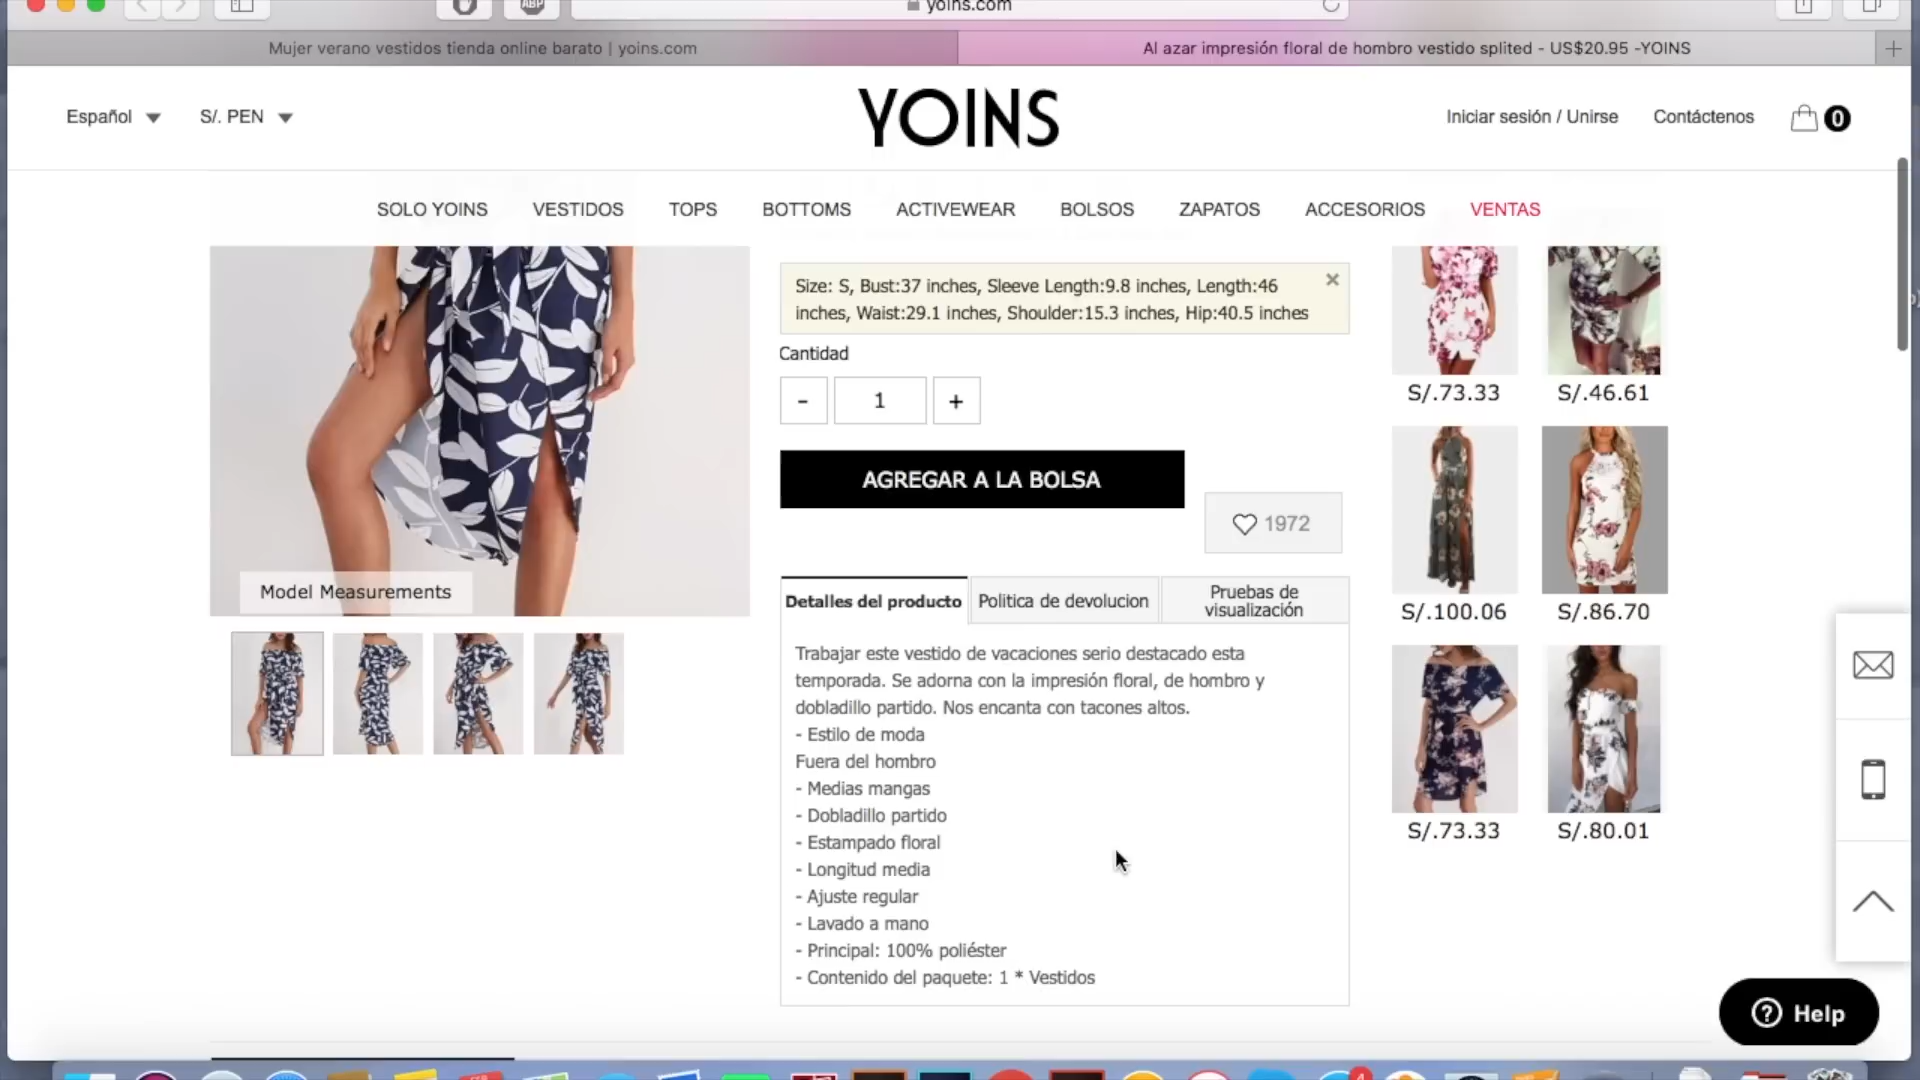 ABP
yoins.com
Mujer verano vestidos tienda online barato | yoins.com
Al azar impresión floral de hombro vestido splited - US$20.95 -YOINS
Español
S/. PEN
YOINS
Iniciar sesión / Unirse
Contáctenos
0
SOLO YOINS
VESTIDOS
TOPS
BOTTOMS
ACTIVEWEAR
BOLSOS
ZAPATOS
ACCESORIOS
VENTAS
Size: S, Bust:37 inches, Sleeve Length:9.8 inches, Length:46
inches, Waist:29.1 inches, Shoulder:15.3 inches, Hip:40.5 inches
Cantidad
- 1 +
AGREGAR A LA BOLSA
1972
Model Measurements
Detalles del producto
Politica de devolucion
Pruebas de
visualización
Trabajar este vestido de vacaciones serio destacado esta
temporada. Se adorna con la impresión floral, de hombro y
dobladillo partido. Nos encanta con tacones altos.
- Estilo de moda
Fuera del hombro
- Medias mangas
- Dobladillo partido
- Estampado floral
- Longitud media
- Ajuste regular
- Lavado a mano
- Principal: 100% poliéster
- Contenido del paquete: 1 * Vestidos
S/.73.33
S/.46.61
S/.100.06
S/.86.70
S/.73.33
S/.80.01
Help